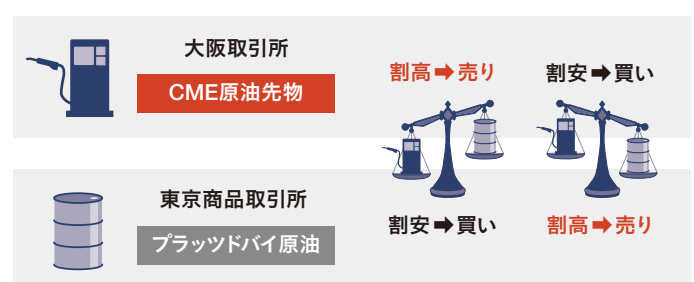 大阪取引所
CME原油先物
割高➡売り
割安➡買い
東京商品取引所
プラッツドバイ原油
割安➡買い
割高➡売り